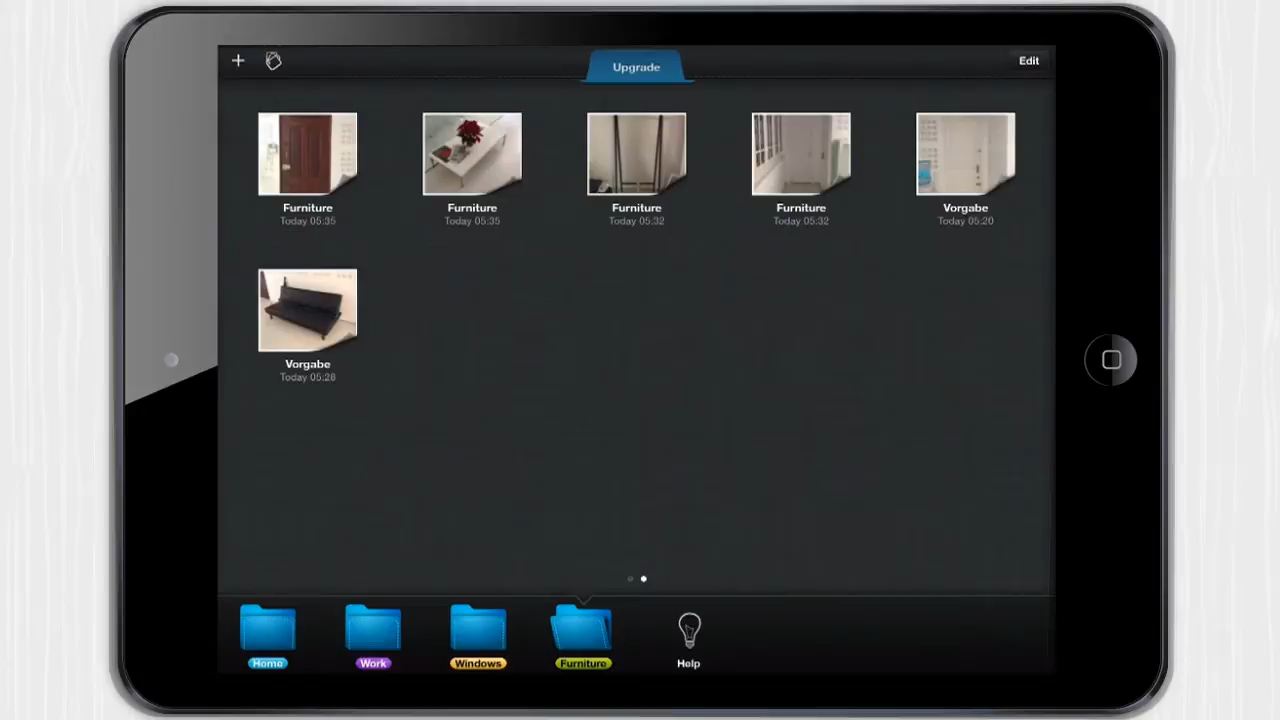 Upgrade
Edit
Furniture
Today 05:35
Furniture
Today 05:35
Furniture
Today 05:32
Furniture
Today 05:32
Vorgabe
Today 05:20
Vorgabe
Today 05:28
Home
Work
Windows
Furniture
Help